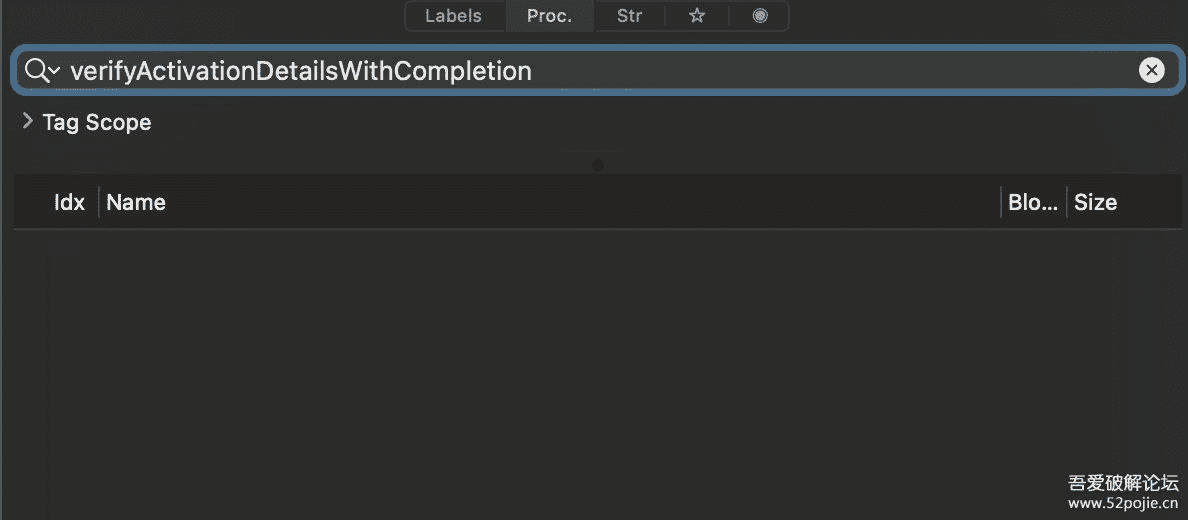 Labels Proc. Str
verifyActivationDetailsWithCompletion
Tag Scope
Idx Name Blo... Size
吾爱破解论坛
www.52pojie.cn